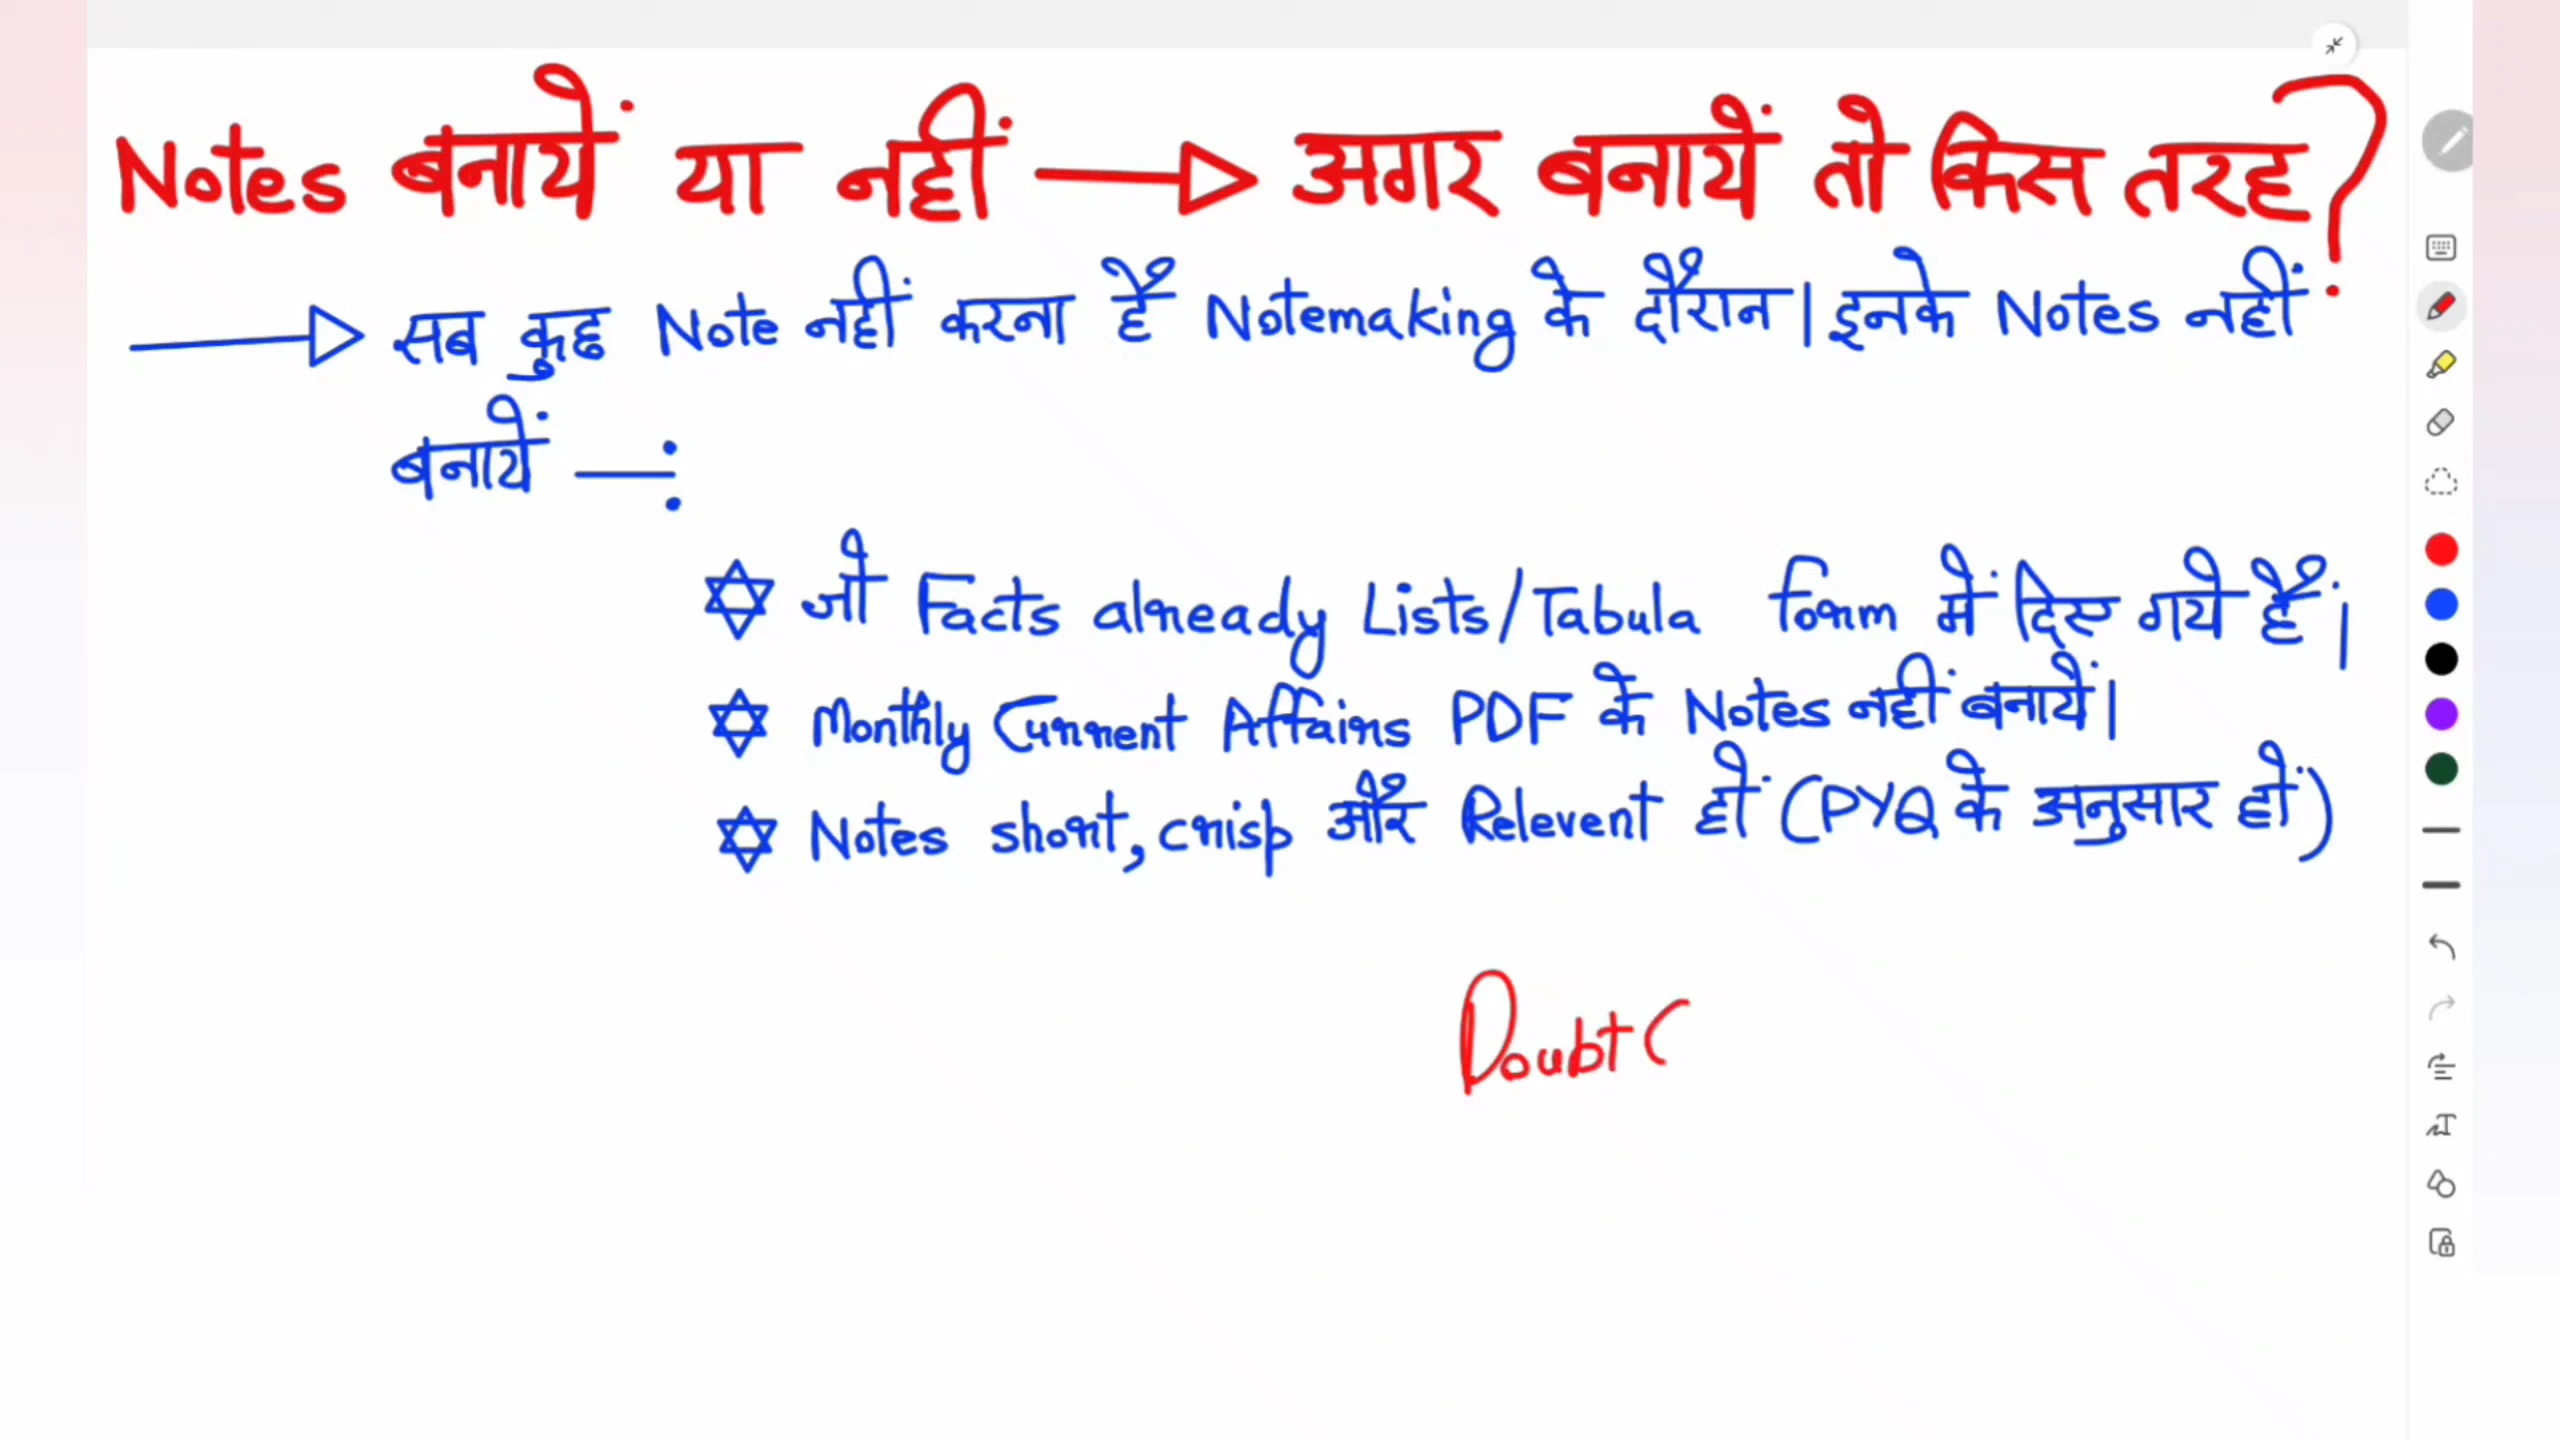 Notes बनायें या नहीं → अगर बनायें तो किस तरह?
→ सब कुछ Note नहीं करना है Notemaking के दौरान। इनके Notes नहीं
बनायें —:
✡ जो Facts already Lists/Tabula form में दिए गये हैं।
✡ Monthly Current Affairs PDF के Notes नहीं बनायें।
✡ Notes short, crisp और Relevent हों (PYQ के अनुसार हों)
Doubt (